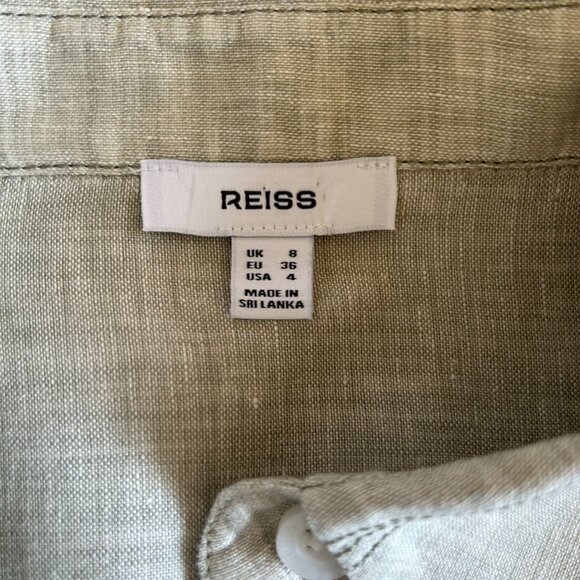 REISS
UK 8
EU 36
USA 4
MADE IN
SRI LANKA